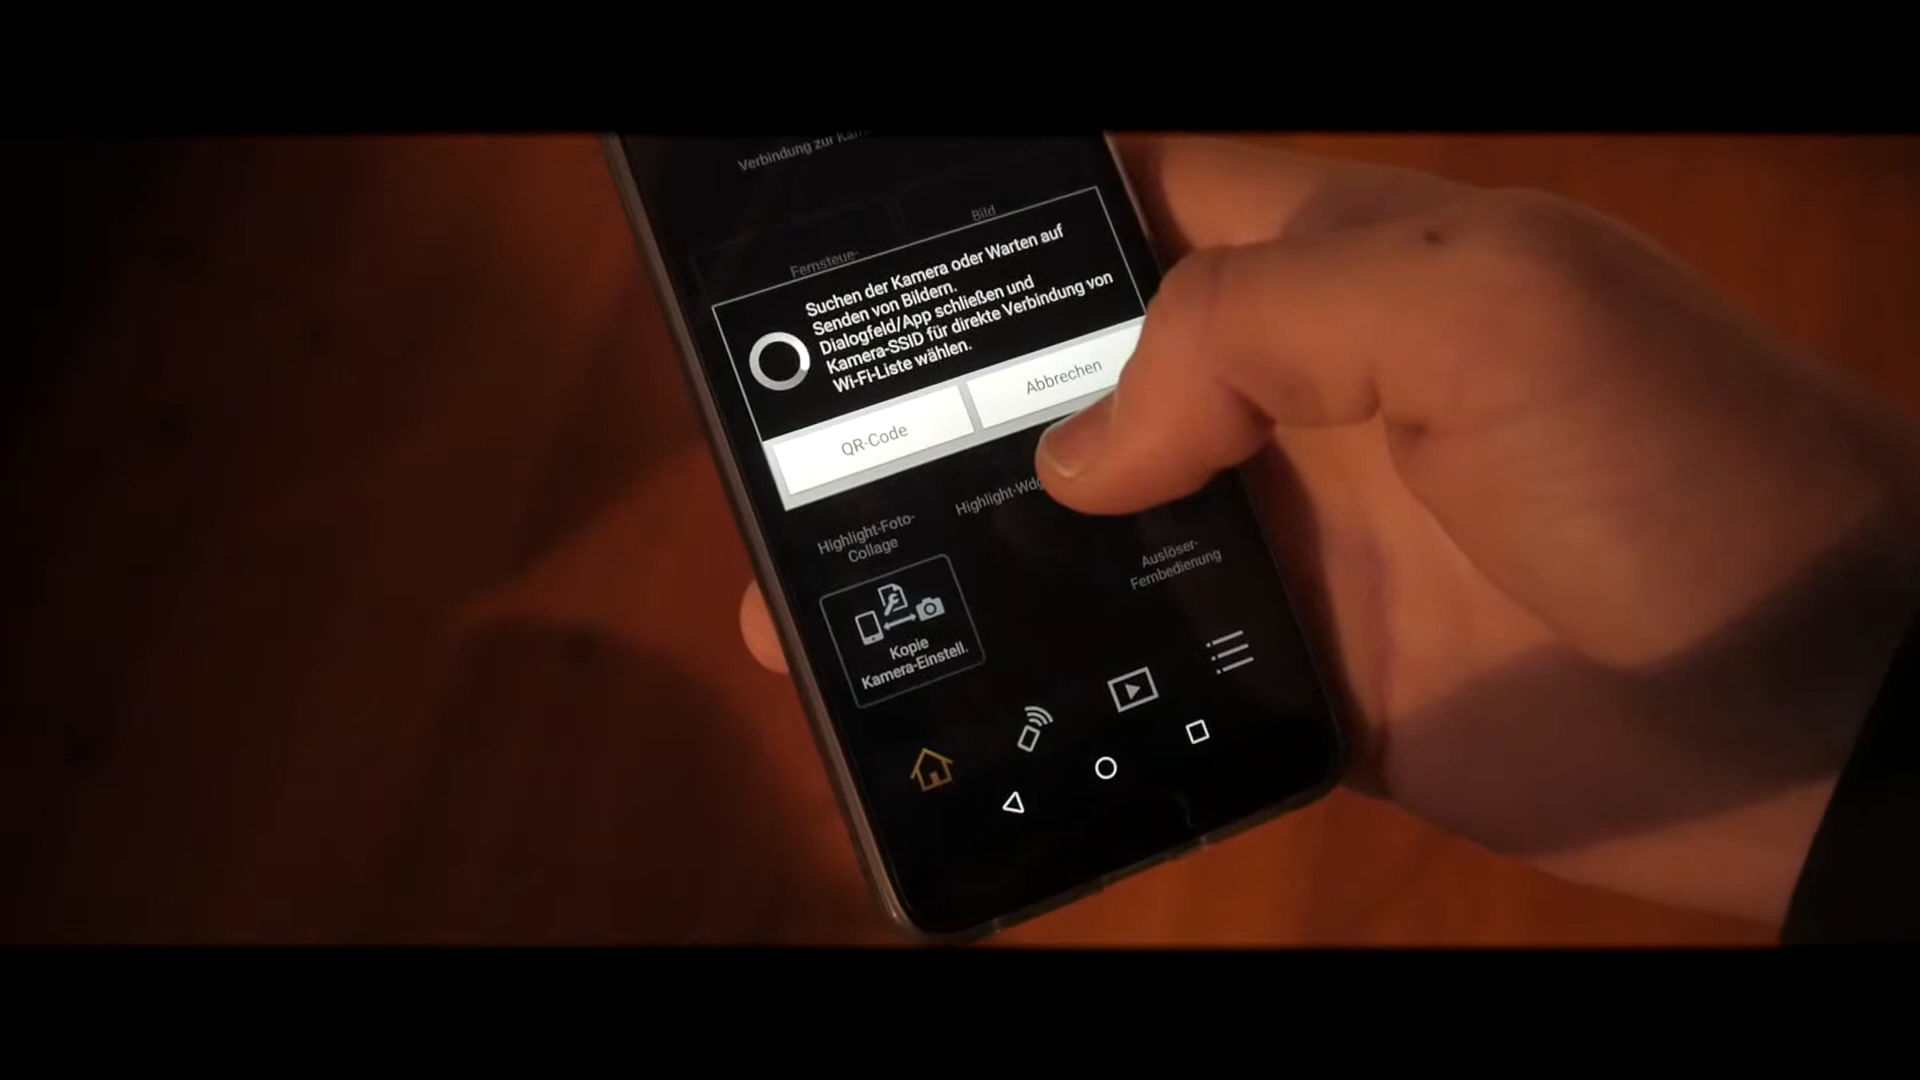 Verbindung zur
Bild
Fernsteue-
Suchen der Kamera oder Warten auf
Senden von Bildern.
Dialogfeld/App schließen und
Kamera-SSID für direkte Verbindung von
Wi-Fi-Liste wählen.
QR-Code
Abbrechen
Highlight-Foto-
Collage
Auslöser-
Fernbedienung
Kopie
Kamera-Einstell.